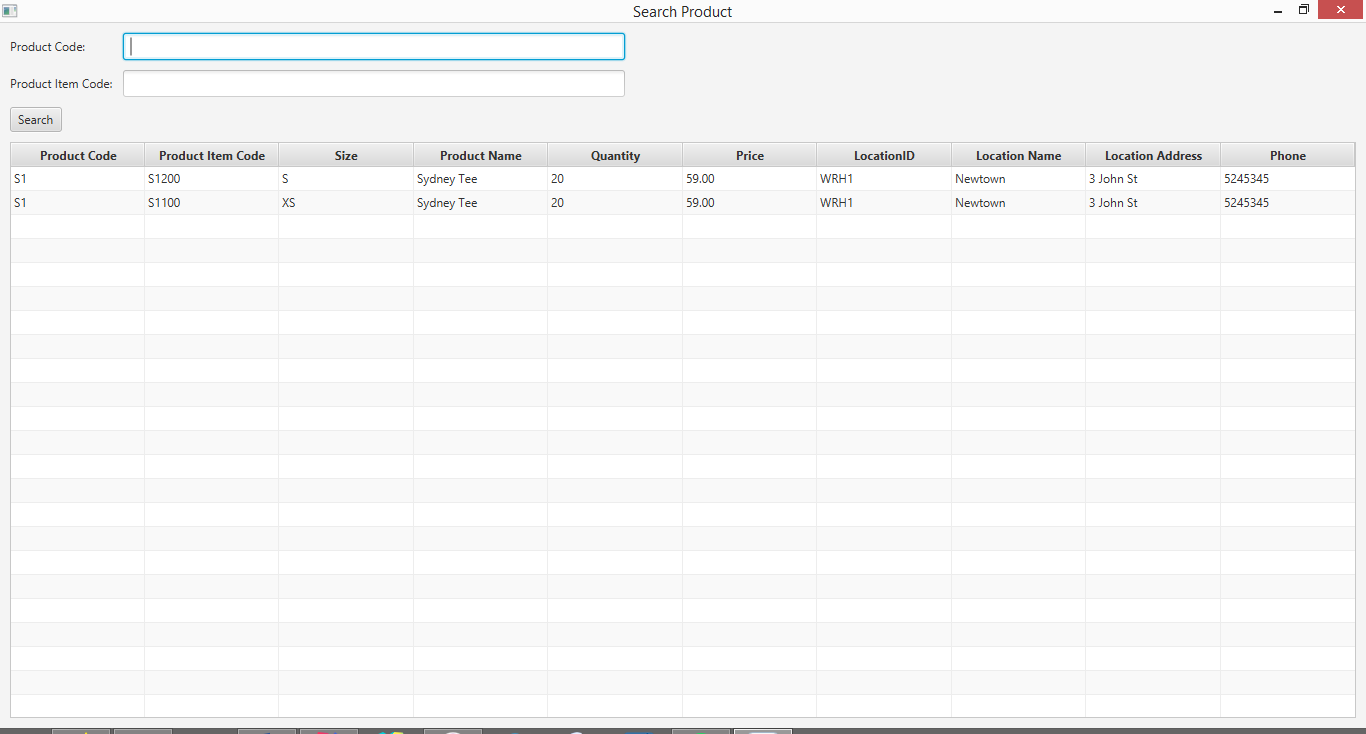 Search Product
Product Code:
Product Item Code:
Search
Product Code Product Item Code Size Product Name Quantity Price LocationID Location Name Location Address Phone
S1 S1200 S Sydney Tee 20 59.00 WRH1 Newtown 3 John St 5245345
S1 S1100 XS Sydney Tee 20 59.00 WRH1 Newtown 3 John St 5245345